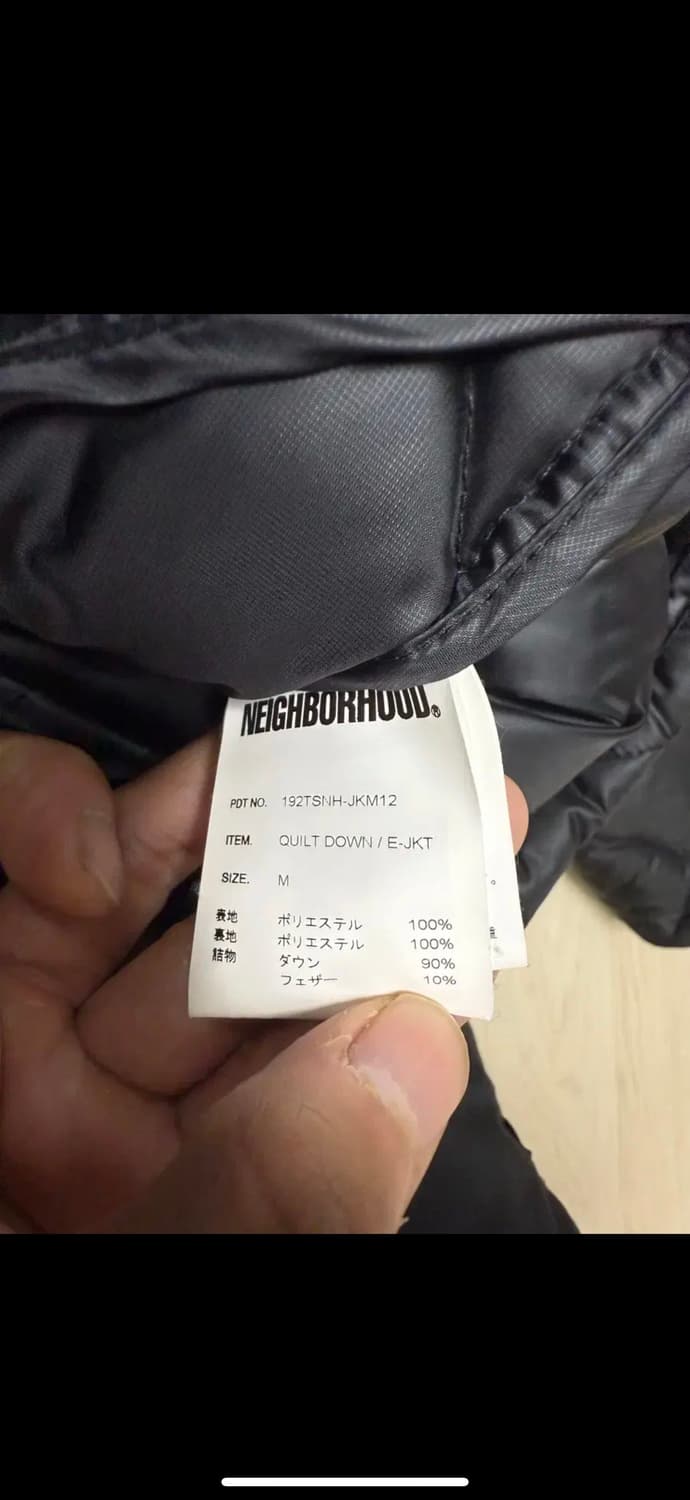 NEIGHBORHOOD®
PDT NO. 192TSNH-JKM12
ITEM. QUILT DOWN / E-JKT
SIZE. M
表地 ポリエステル 100%
裏地 ポリエステル 100%
詰物 ダウン 90%
フェザー 10%